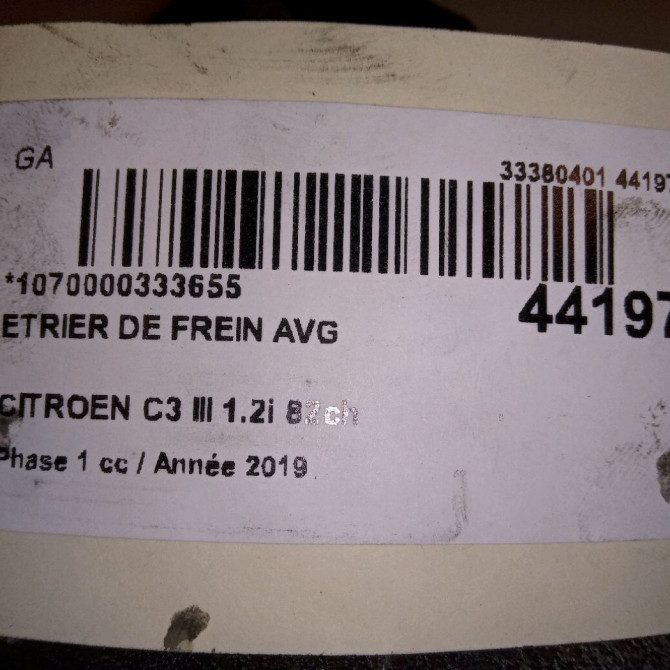 GA
33380401 44197
*1070000333655
44197
ETRIER DE FREIN AVG
CITROEN C3 III 1.2i 82ch
Phase 1 cc / Année 2019